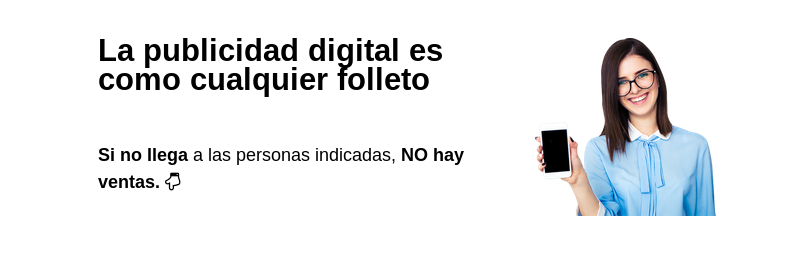 La publicidad digital es
como cualquier folleto
Si no llega a las personas indicadas, NO hay
ventas. 👇